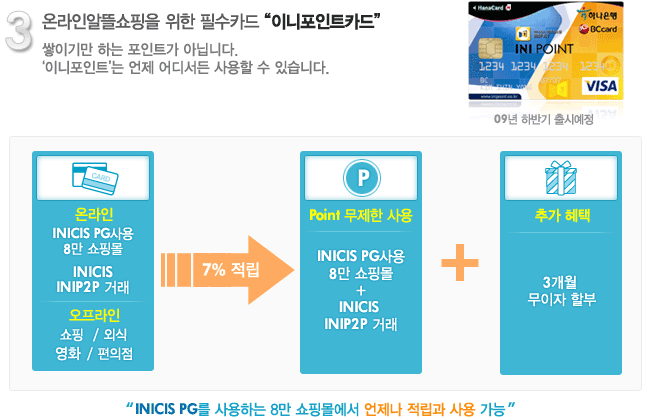 3 온라인알뜰쇼핑을 위한 필수카드 “이니포인트카드”
쌓이기만 하는 포인트가 아닙니다.
‘이니포인트’는 언제 어디서든 사용할 수 있습니다.
HanaCard
하나은행
BCcard
INI POINT
1234 1234 1234 1234
BC
VISA
09년 하반기 출시예정
CARD
온라인
INICIS PG사용
8만 쇼핑몰
INICIS
INIP2P 거래
오프라인
쇼핑 / 외식
영화 / 편의점
7% 적립
P
Point 무제한 사용
INICIS PG사용
8만 쇼핑몰
+
INICIS
INIP2P 거래
+
추가 혜택
3개월
무이자 할부
“INICIS PG를 사용하는 8만 쇼핑몰에서 언제나 적립과 사용 가능”